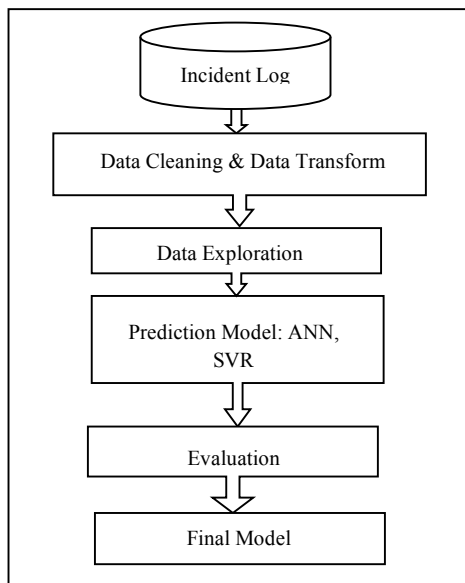 Incident Log
Data Cleaning & Data Transform
Data Exploration
Prediction Model: ANN,
SVR
Evaluation
Final Model